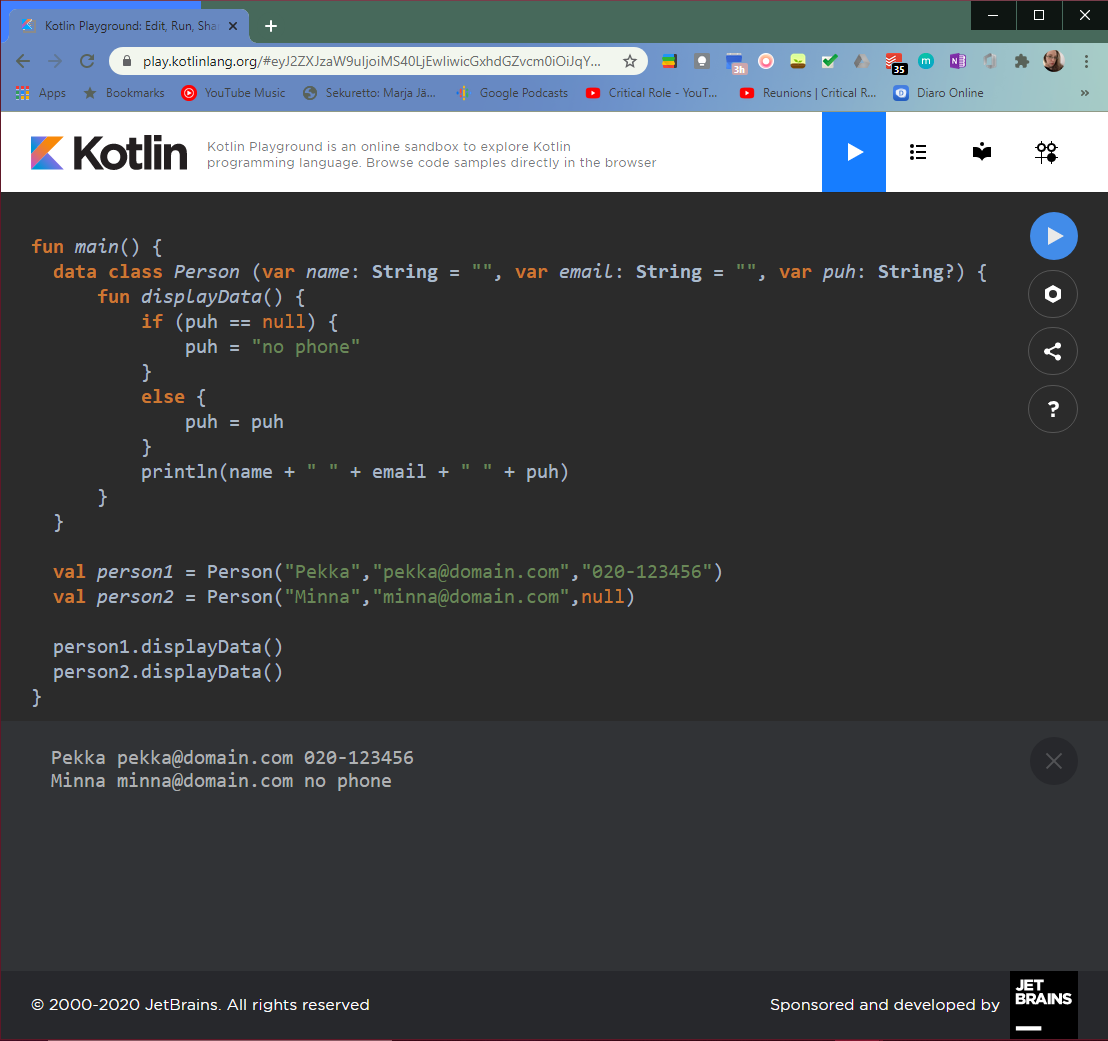 Kotlin Playground: Edit, Run, Sha
play.kotlinlang.org/#eyJ2ZXJzaW9uIjoiMS40LjEwIiwicGxhdGZvcm0iOiJqY...
3h
35
m
N
Apps
Bookmarks
YouTube Music
Sekuretto: Marja Jä...
Google Podcasts
Critical Role - YouT...
Reunions | Critical R...
Diaro Online
»
Kotlin
Kotlin Playground is an online sandbox to explore Kotlin
programming language. Browse code samples directly in the browser
fun main() {
  data class Person (var name: String = "", var email: String = "", var puh: String?) {
      fun displayData() {
          if (puh == null) {
              puh = "no phone"
          }
          else {
              puh = puh
          }
          println(name + " " + email + " " + puh)
      }
  }
  val person1 = Person("Pekka","pekka@domain.com","020-123456")
  val person2 = Person("Minna","minna@domain.com",null)
  person1.displayData()
  person2.displayData()
}
?
Pekka pekka@domain.com 020-123456
Minna minna@domain.com no phone
© 2000-2020 JetBrains. All rights reserved
Sponsored and developed by
JET
BRAINS